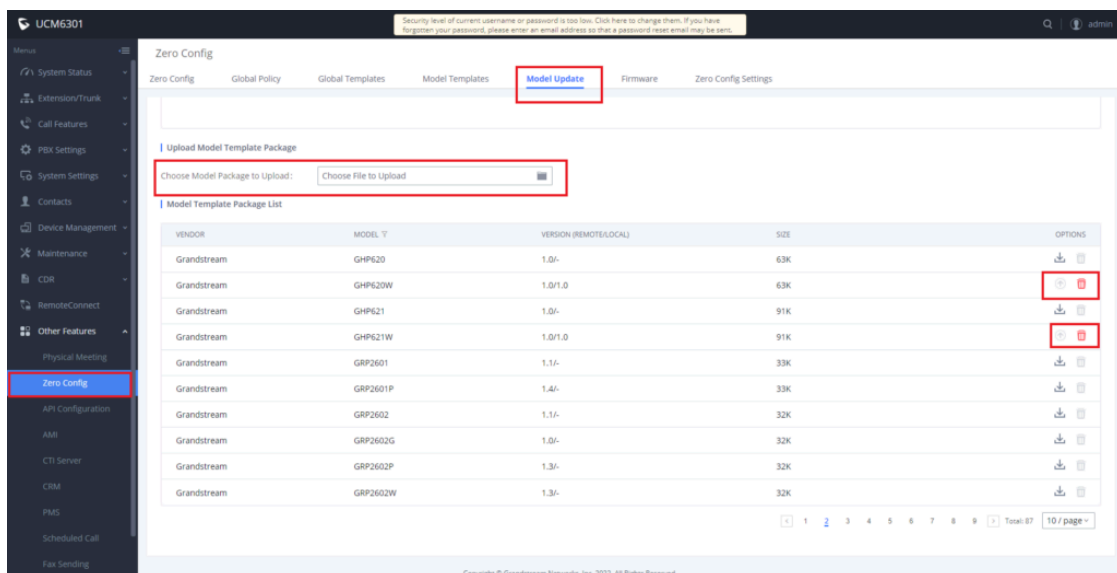 UCM6301
Security level of current username or password is too low. Click here to change them. If you have
forgotten your password, please enter an email address so that a password reset email may be sent.
admin
Menus
System Status
Extension/Trunk
Call Features
PBX Settings
System Settings
Contacts
Device Management
Maintenance
CDR
RemoteConnect
Other Features
Physical Meeting
Zero Config
API Configuration
AMI
CTI Server
CRM
PMS
Scheduled Call
Fax Sending
Zero Config
Zero Config Global Policy Global Templates Model Templates Model Update Firmware Zero Config Settings
Upload Model Template Package
Choose Model Package to Upload: Choose File to Upload
Model Template Package List
VENDOR MODEL VERSION (REMOTE/LOCAL) SIZE OPTIONS
Grandstream GHP620 1.0/- 63K
Grandstream GHP620W 1.0/1.0 63K
Grandstream GHP621 1.0/- 91K
Grandstream GHP621W 1.0/1.0 91K
Grandstream GRP2601 1.1/- 33K
Grandstream GRP2601P 1.4/- 33K
Grandstream GRP2602 1.1/- 32K
Grandstream GRP2602G 1.0/- 32K
Grandstream GRP2602P 1.3/- 32K
Grandstream GRP2602W 1.3/- 32K
< 1 2 3 4 5 6 7 8 9 > Total: 87 10 / page
Copyright © Grandstream Networks, Inc. 2022. All Rights Reserved.